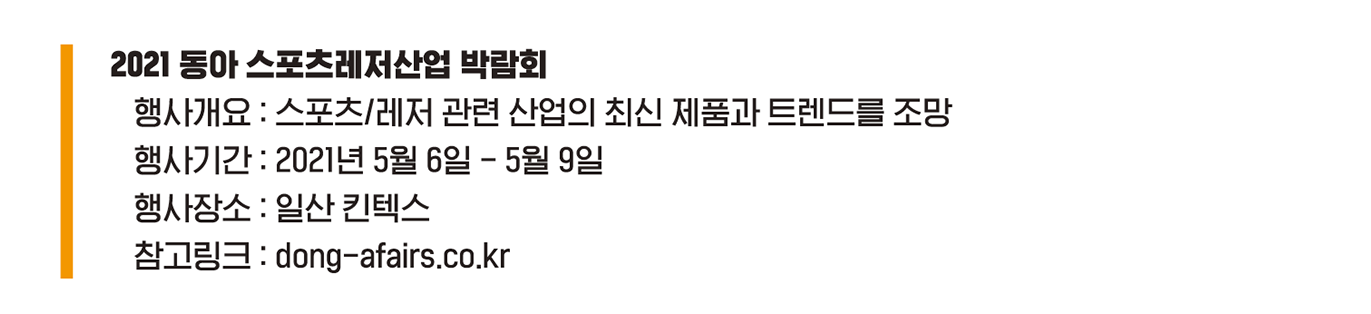 2021 동아 스포츠레저산업 박람회
행사개요 : 스포츠/레저 관련 산업의 최신 제품과 트렌드를 조망
행사기간 : 2021년 5월 6일 - 5월 9일
행사장소 : 일산 킨텍스
참고링크 : dong-afairs.co.kr